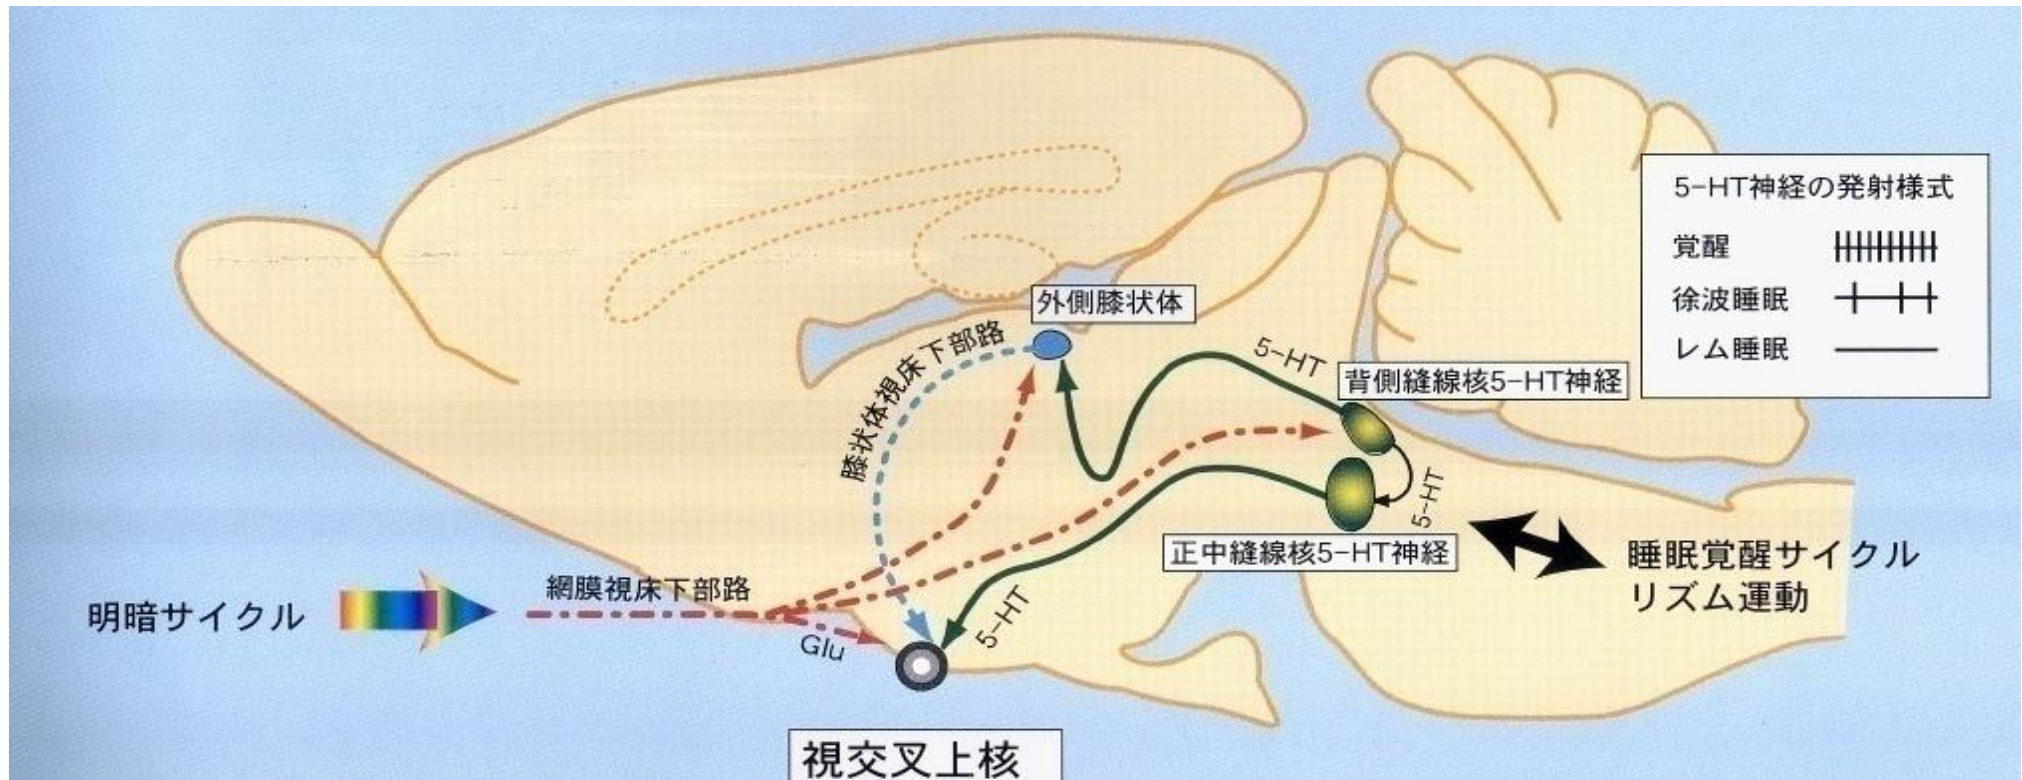 5-HT神経の発射様式
覚醒
徐波睡眠
レム睡眠
外側膝状体
膝状体視床下部路
5-HT
背側縫線核5-HT神経
5-HT
正中縫線核5-HT神経
睡眠覚醒サイクル
リズム運動
明暗サイクル
網膜視床下部路
Glu
5-HT
視交叉上核